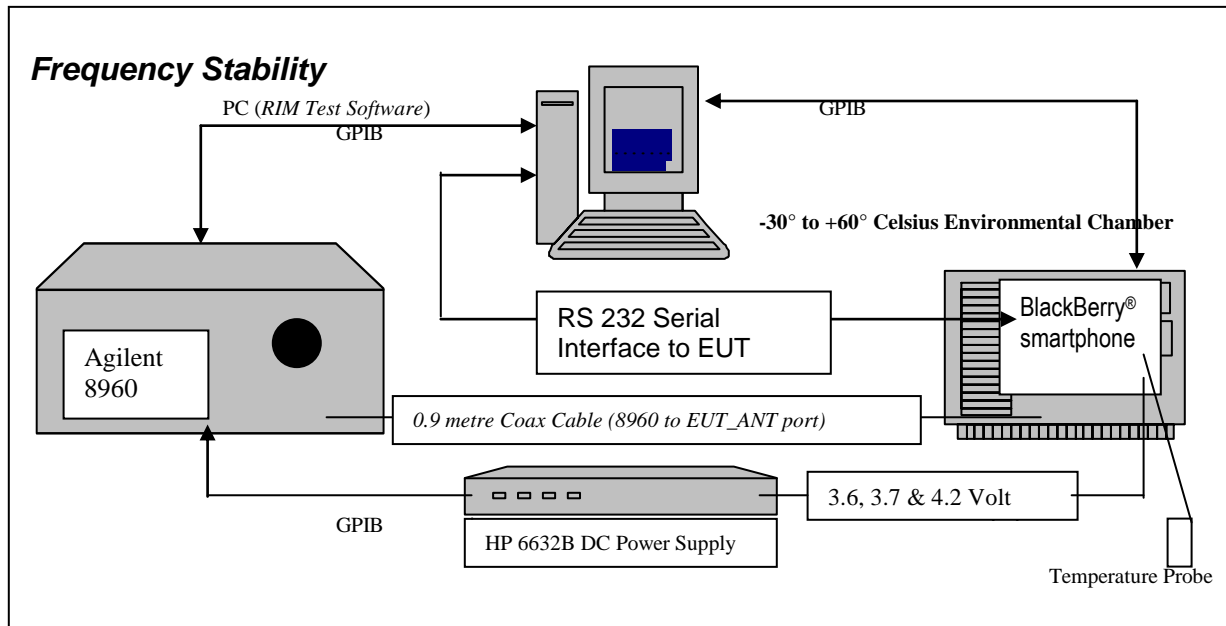 Frequency Stability
PC (RIM Test Software)
GPIB
GPIB
-30° to +60° Celsius Environmental Chamber
RS 232 Serial
Interface to EUT
BlackBerry®
smartphone
Agilent
8960
0.9 metre Coax Cable (8960 to EUT_ANT port)
3.6, 3.7 & 4.2 Volt
GPIB
HP 6632B DC Power Supply
Temperature Probe